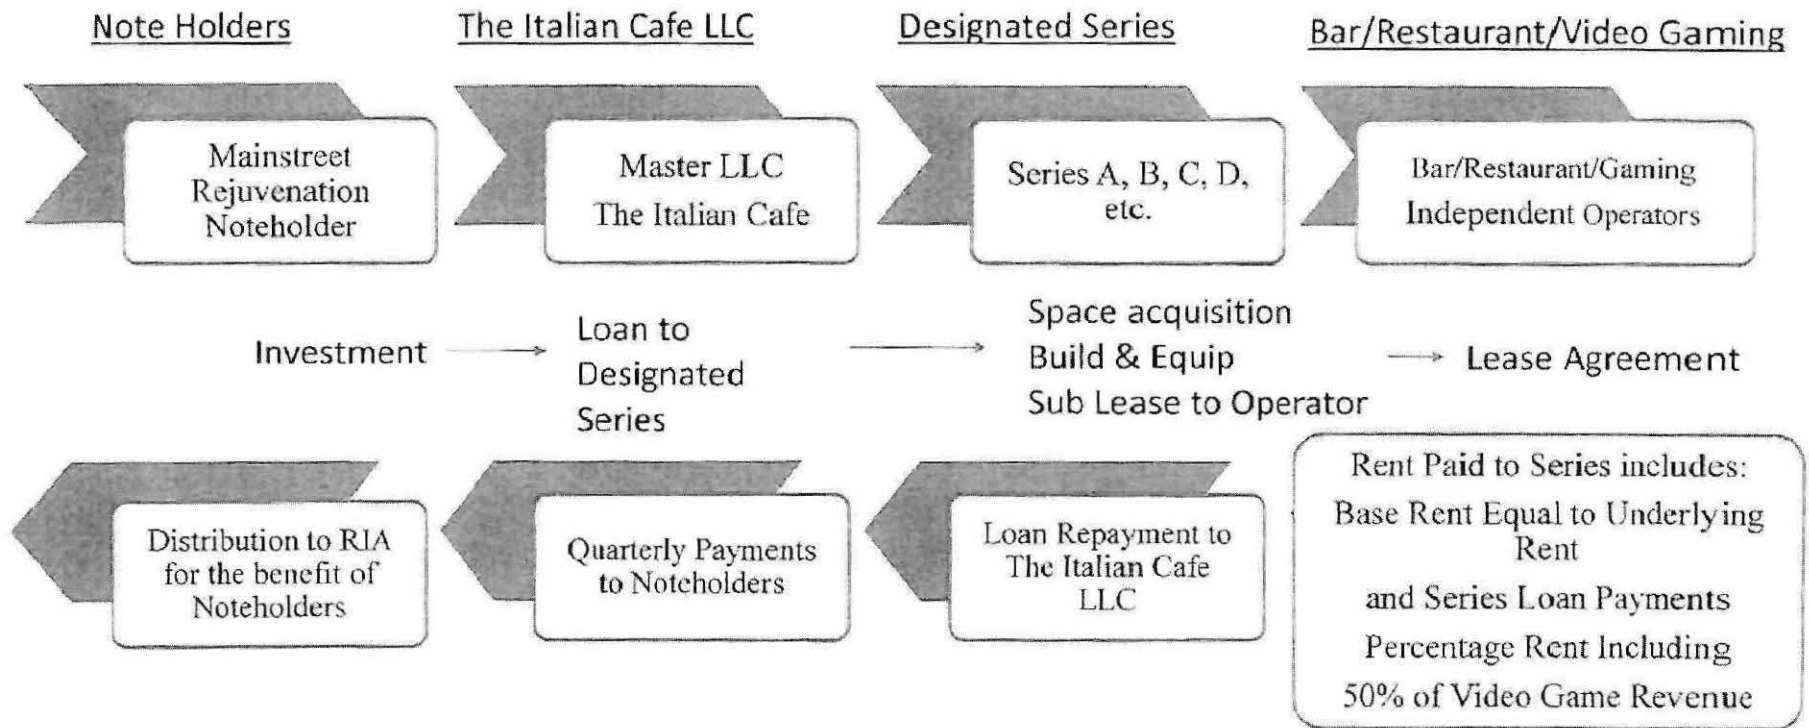 Note Holders
The Italian Cafe LLC
Designated Series
Bar/Restaurant/Video Gaming
Mainstreet
Rejuvenation
Noteholder
Master LLC
The Italian Cafe
Series A, B, C, D,
etc.
Bar/Restaurant/Gaming
Independent Operators
Investment
Loan to
Designated
Series
Space acquisition
Build & Equip
Sub Lease to Operator
Lease Agreement
Distribution to RIA
for the benefit of
Noteholders
Quarterly Payments
to Noteholders
Loan Repayment to
The Italian Cafe
LLC
Rent Paid to Series includes:
Base Rent Equal to Underlying
Rent
and Series Loan Payments
Percentage Rent Including
50% of Video Game Revenue